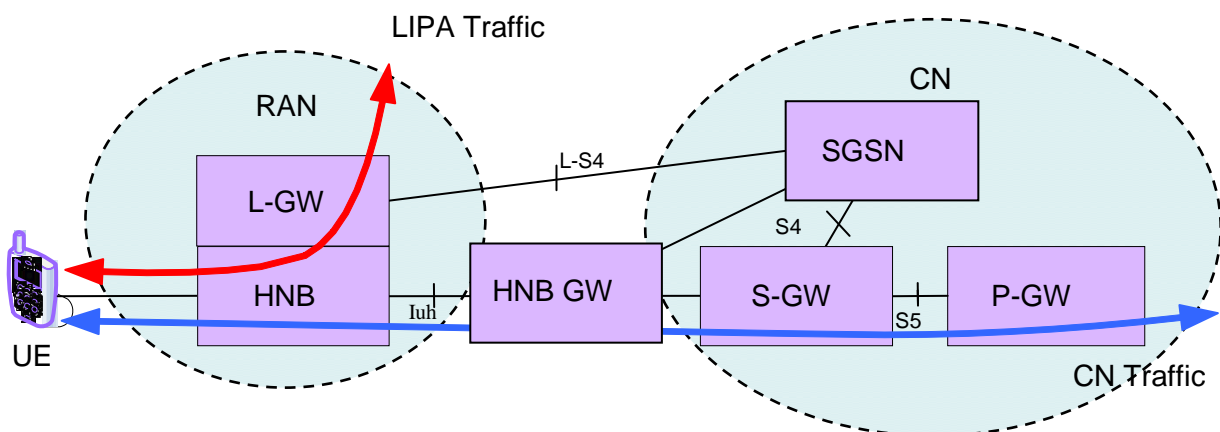 LIPA Traffic
RAN
CN
L-S4
SGSN
L-GW
S4
HNB
Iuh
HNB GW
S-GW
S5
P-GW
UE
CN Traffic